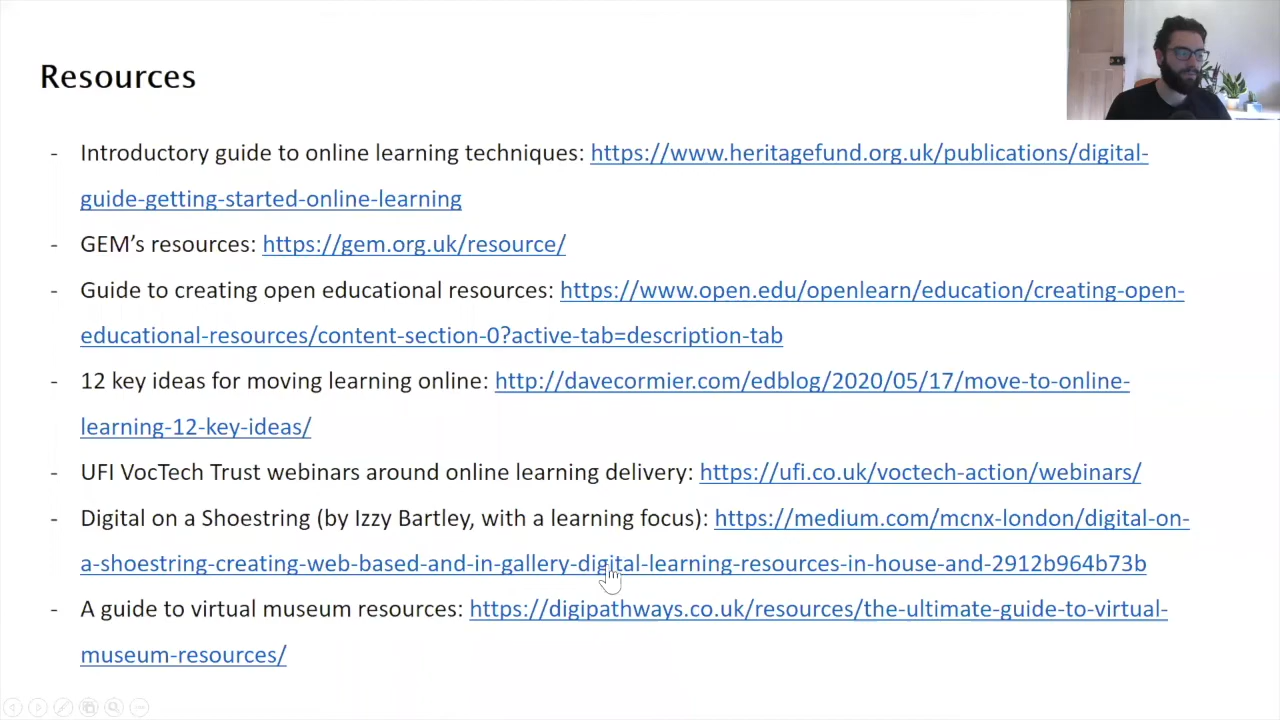 Resources
- Introductory guide to online learning techniques: https://www.heritagefund.org.uk/publications/digital-
guide-getting-started-online-learning
- GEM’s resources: https://gem.org.uk/resource/
- Guide to creating open educational resources: https://www.open.edu/openlearn/education/creating-open-
educational-resources/content-section-0?active-tab=description-tab
- 12 key ideas for moving learning online: http://davecormier.com/edblog/2020/05/17/move-to-online-
learning-12-key-ideas/
- UFI VocTech Trust webinars around online learning delivery: https://ufi.co.uk/voctech-action/webinars/
- Digital on a Shoestring (by Izzy Bartley, with a learning focus): https://medium.com/mcnx-london/digital-on-
a-shoestring-creating-web-based-and-in-gallery-digital-learning-resources-in-house-and-2912b964b73b
- A guide to virtual museum resources: https://digipathways.co.uk/resources/the-ultimate-guide-to-virtual-
museum-resources/